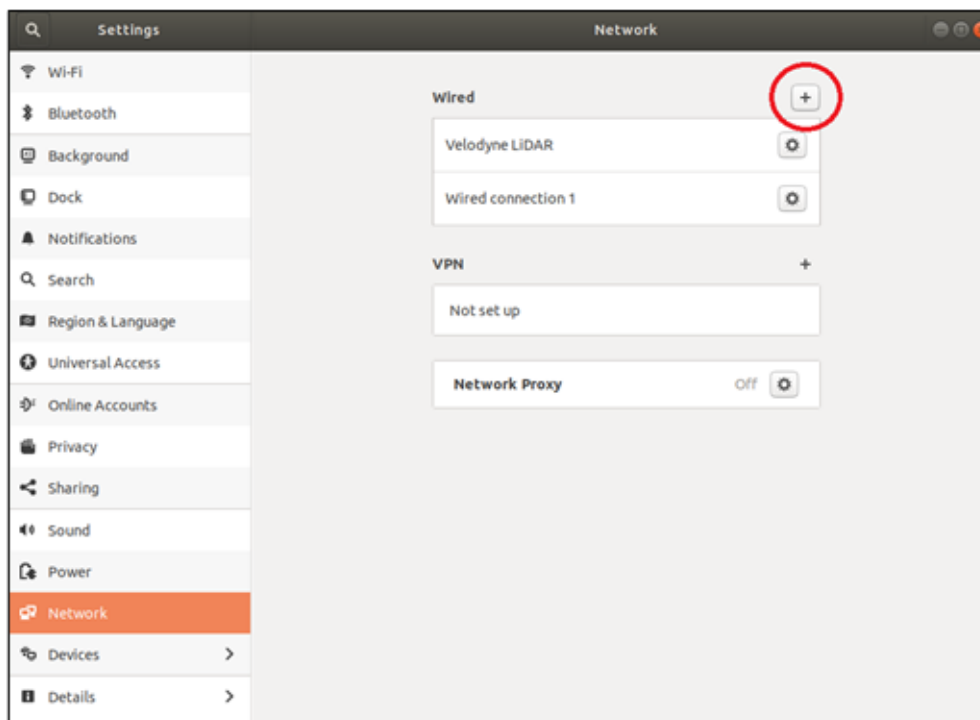 Settings
Network
Wi-Fi
Bluetooth
Background
Dock
Notifications
Search
Region & Language
Universal Access
Online Accounts
Privacy
Sharing
Sound
Power
Network
Devices
Details
Wired +
Velodyne LiDAR
Wired connection 1
VPN +
Not set up
Network Proxy Off